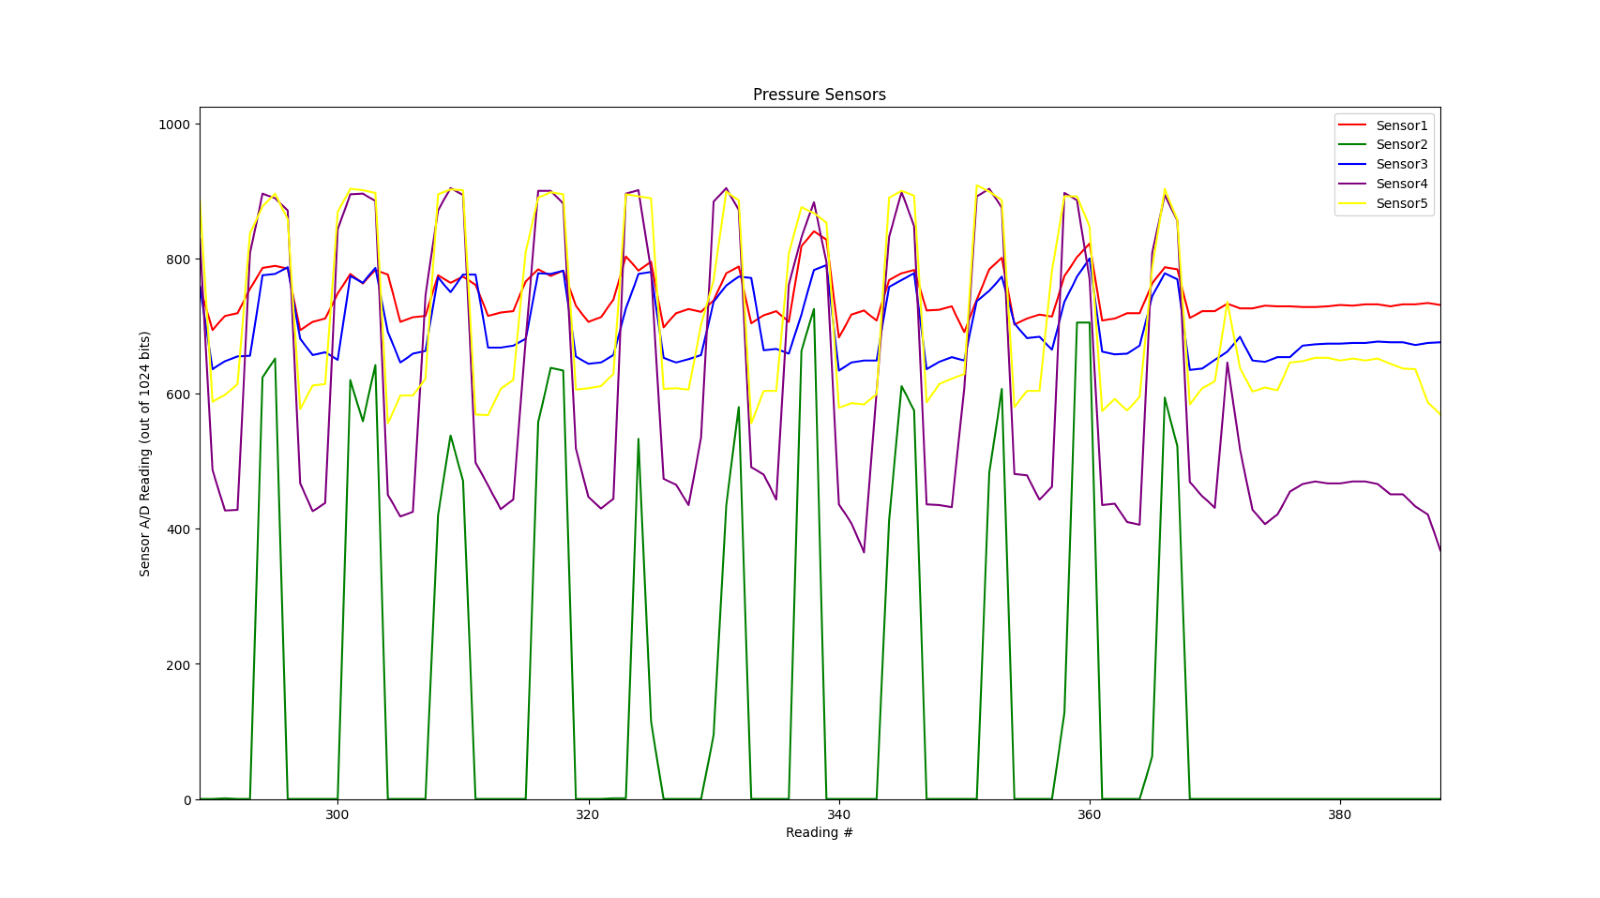 Pressure Sensors
1000
800
600
400
200
0
Sensor A/D Reading (out of 1024 bits)
Sensor1
Sensor2
Sensor3
Sensor4
Sensor5
300 320 340 360 380
Reading #